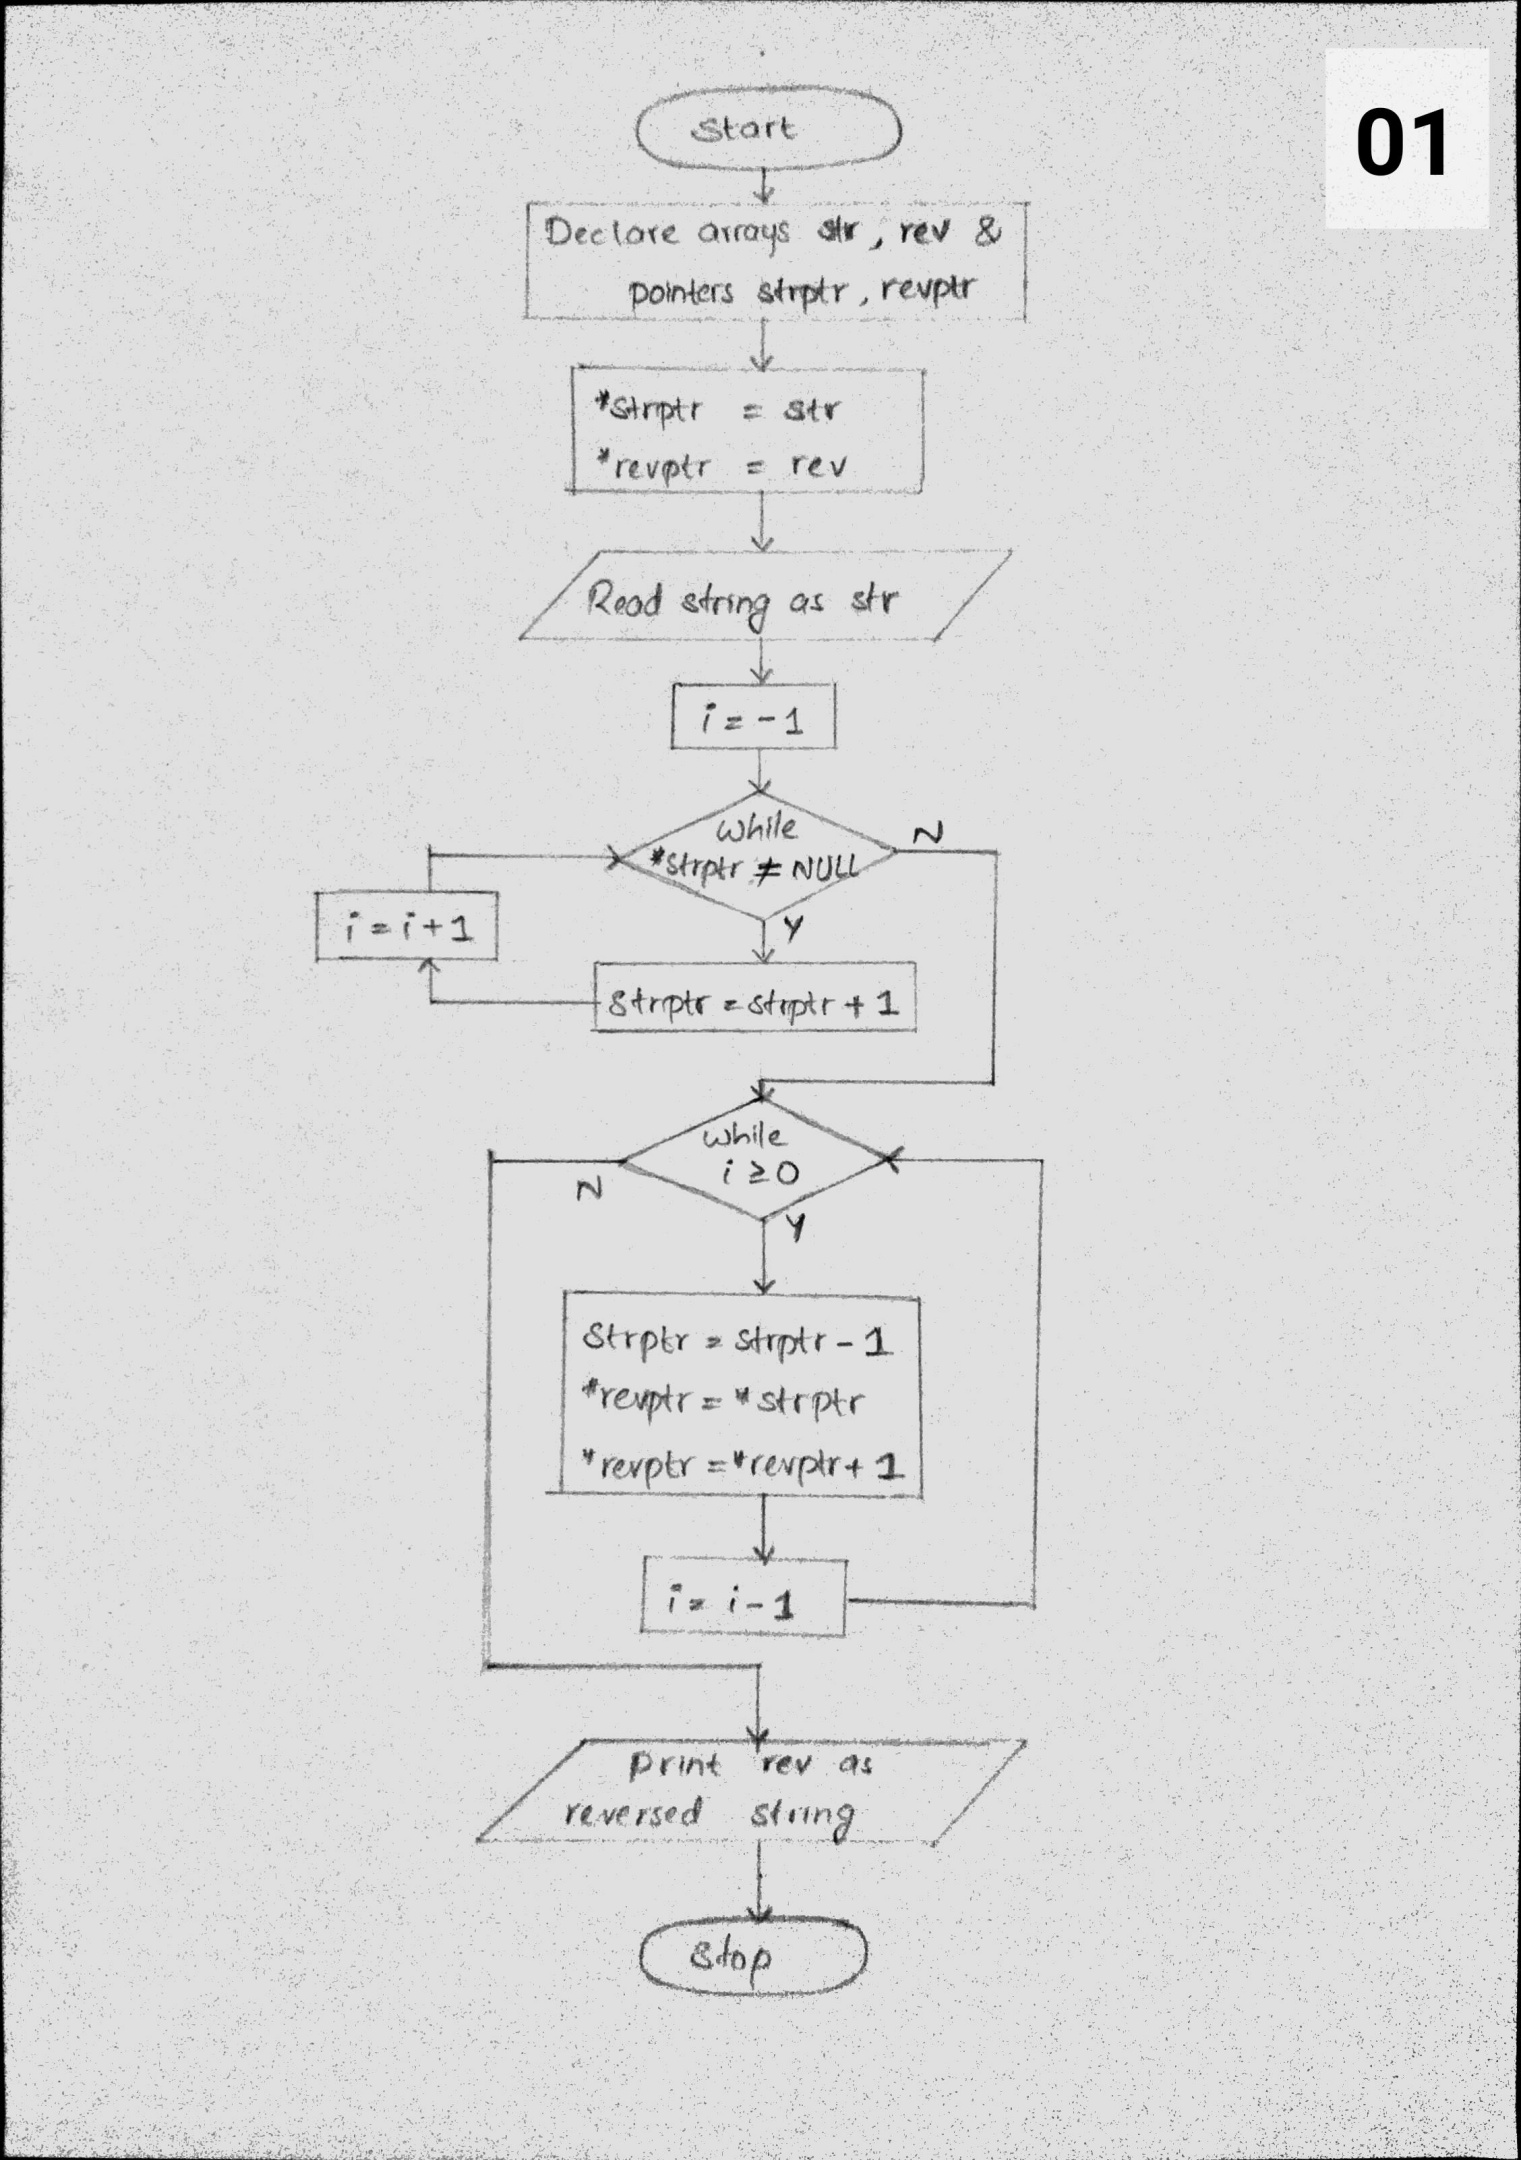 01
Start
Declare arrays str, rev &
pointers strptr, revptr
*strptr = str
*revptr = rev
Read string as str
i = -1
while
*strptr ≠ NULL
N
Y
i = i+1
strptr = strptr + 1
while
i ≥ 0
N
Y
strptr = strptr - 1
*revptr = *strptr
*revptr = *revptr + 1
i = i-1
print rev as
reversed string
Stop